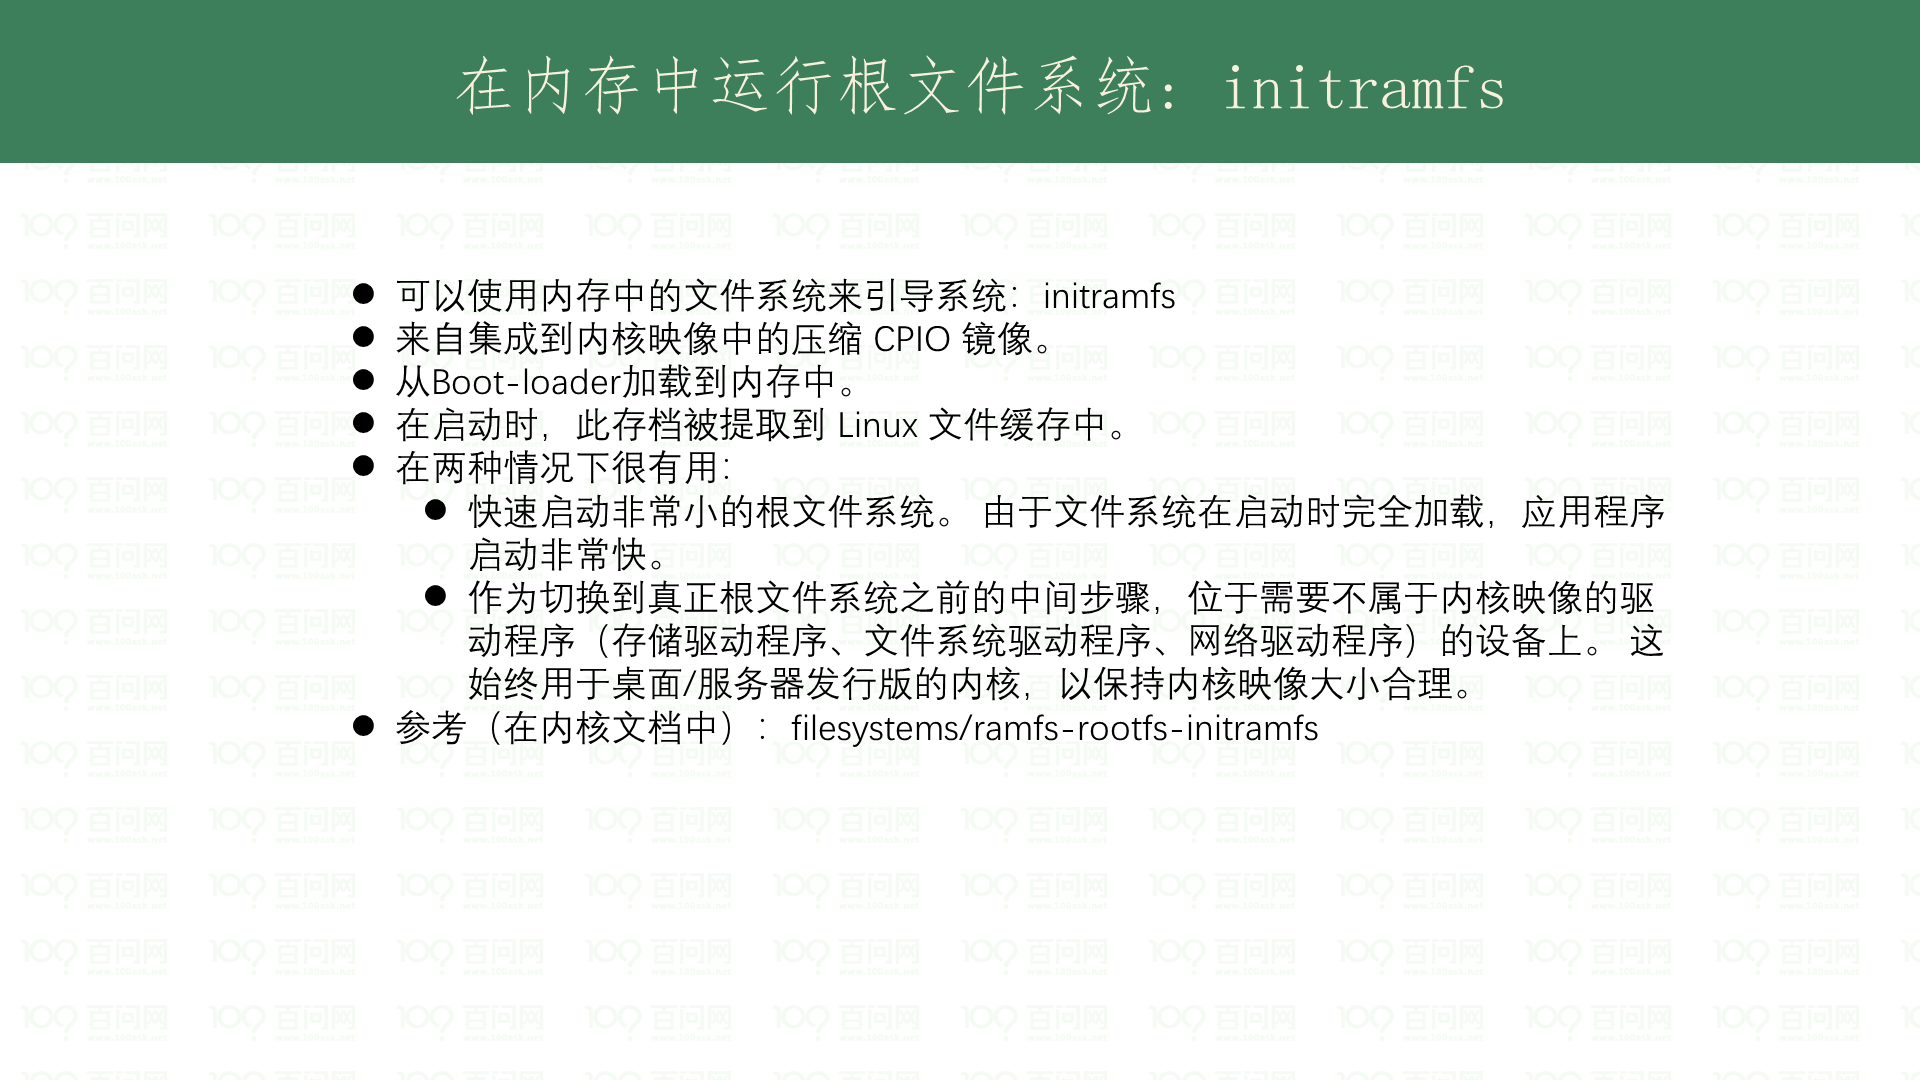 在内存中运行根文件系统：initramfs
● 可以使用内存中的文件系统来引导系统：initramfs
● 来自集成到内核映像中的压缩 CPIO 镜像。
● 从Boot-loader加载到内存中。
● 在启动时，此存档被提取到 Linux 文件缓存中。
● 在两种情况下很有用：
● 快速启动非常小的根文件系统。 由于文件系统在启动时完全加载，应用程序
启动非常快。
● 作为切换到真正根文件系统之前的中间步骤，位于需要不属于内核映像的驱
动程序（存储驱动程序、文件系统驱动程序、网络驱动程序）的设备上。 这
始终用于桌面/服务器发行版的内核，以保持内核映像大小合理。
● 参考（在内核文档中）：filesystems/ramfs-rootfs-initramfs
百问网
www.100ask.net